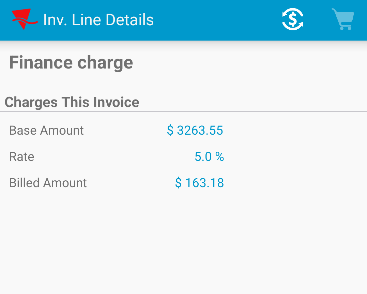 Inv. Line Details
Finance charge
Charges This Invoice
Base Amount $ 3263.55
Rate 5.0 %
Billed Amount $ 163.18